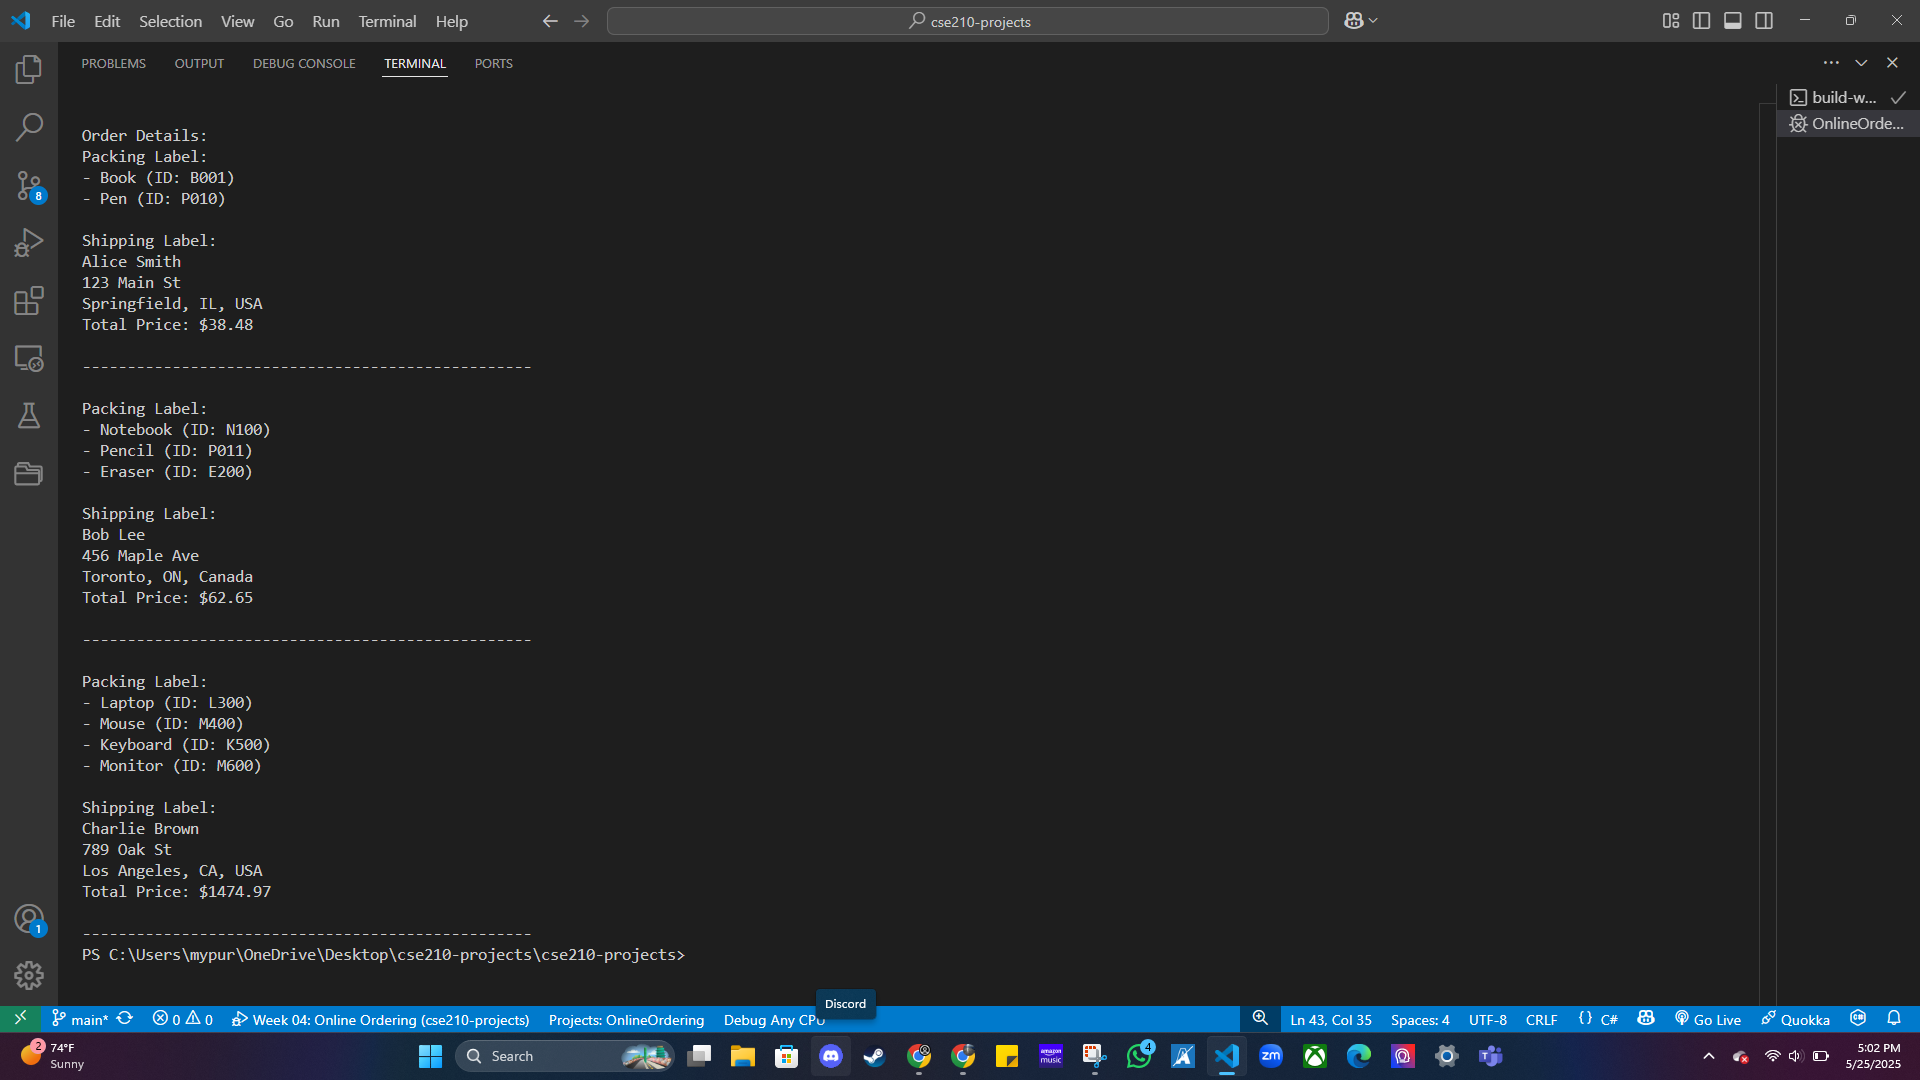 File Edit Selection View Go Run Terminal Help
cse210-projects
PROBLEMS OUTPUT DEBUG CONSOLE TERMINAL PORTS
build-w...
OnlineOrde...
Order Details:
Packing Label:
- Book (ID: B001)
- Pen (ID: P010)
Shipping Label:
Alice Smith
123 Main St
Springfield, IL, USA
Total Price: $38.48
--------------------------------------------------
Packing Label:
- Notebook (ID: N100)
- Pencil (ID: P011)
- Eraser (ID: E200)
Shipping Label:
Bob Lee
456 Maple Ave
Toronto, ON, Canada
Total Price: $62.65
--------------------------------------------------
Packing Label:
- Laptop (ID: L300)
- Mouse (ID: M400)
- Keyboard (ID: K500)
- Monitor (ID: M600)
Shipping Label:
Charlie Brown
789 Oak St
Los Angeles, CA, USA
Total Price: $1474.97
--------------------------------------------------
PS C:\Users\mypur\OneDrive\Desktop\cse210-projects\cse210-projects>
8
1
Discord
main* 0 0 Week 04: Online Ordering (cse210-projects) Projects: OnlineOrdering Debug Any CPU Ln 43, Col 35 Spaces: 4 UTF-8 CRLF {} C# Go Live Quokka
2
74°F
Sunny
Search
amazon music
4
zm
5:02 PM
5/25/2025